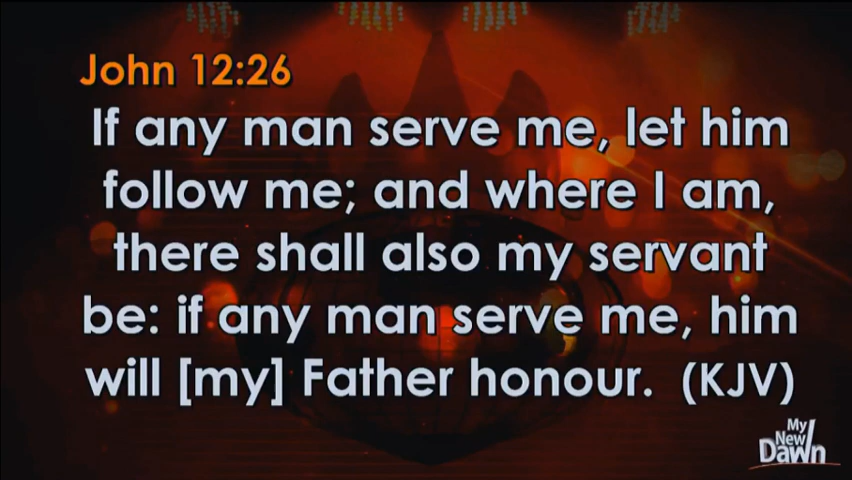 John 12:26
If any man serve me, let him
follow me; and where I am,
there shall also my servant
be: if any man serve me, him
will [my] Father honour. (KJV)
My
New
Dawn